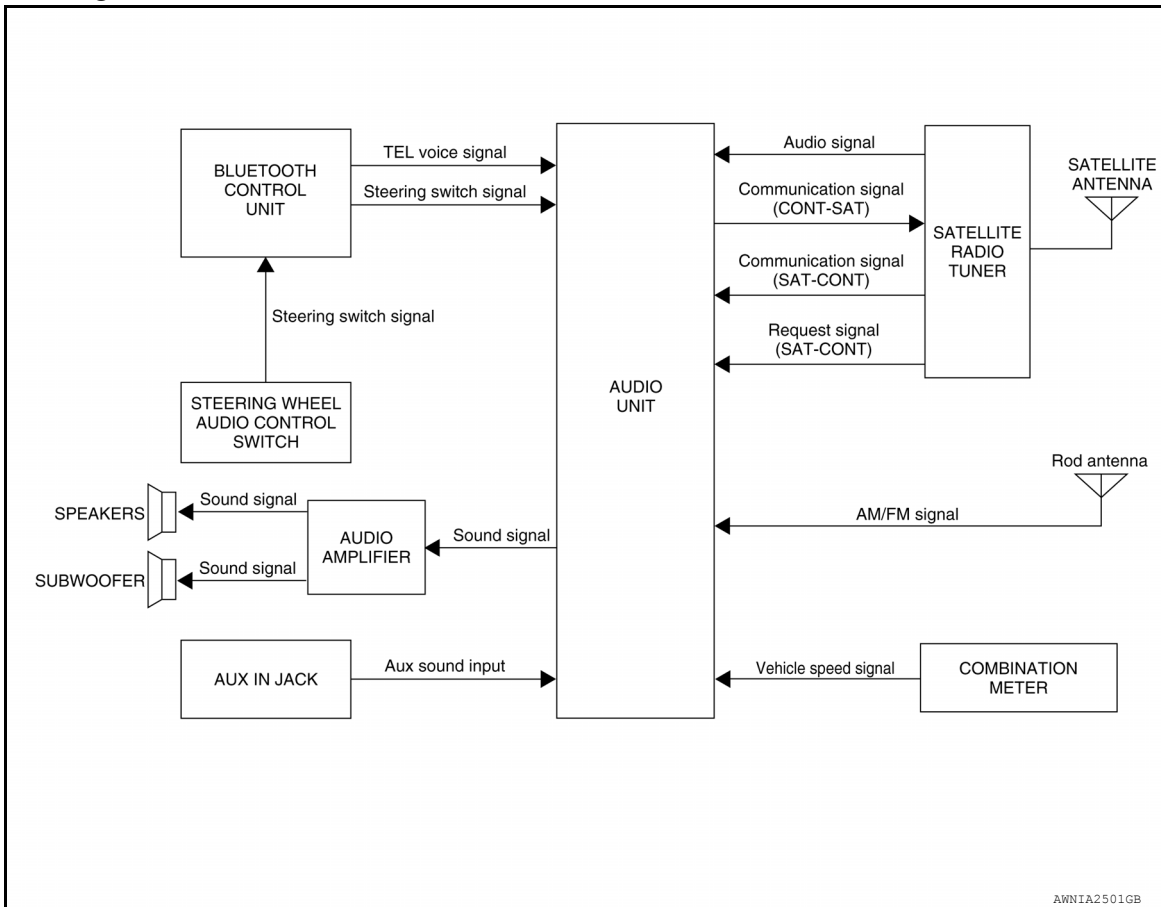 BLUETOOTH
CONTROL
UNIT
TEL voice signal
Steering switch signal
Steering switch signal
STEERING WHEEL
AUDIO CONTROL
SWITCH
SPEAKERS
Sound signal
SUBWOOFER
Sound signal
AUDIO
AMPLIFIER
Sound signal
AUX IN JACK
Aux sound input
AUDIO
UNIT
Audio signal
Communication signal
(CONT-SAT)
Communication signal
(SAT-CONT)
Request signal
(SAT-CONT)
SATELLITE
RADIO
TUNER
SATELLITE
ANTENNA
Rod antenna
AM/FM signal
Vehicle speed signal
COMBINATION
METER
AWNIA2501GB